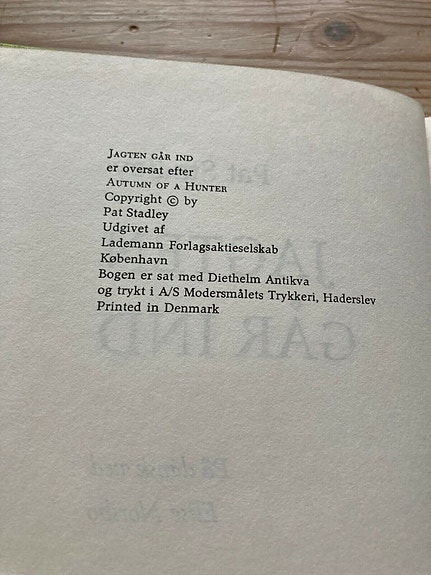 JAGTEN GÅR IND
er oversat efter
AUTUMN OF A HUNTER
Copyright © by
Pat Stadley
Udgivet af
Lademann Forlagsaktieselskab
København
Bogen er sat med Diethelm Antikva
og trykt i A/S Modersmålets Trykkeri, Haderslev
Printed in Denmark